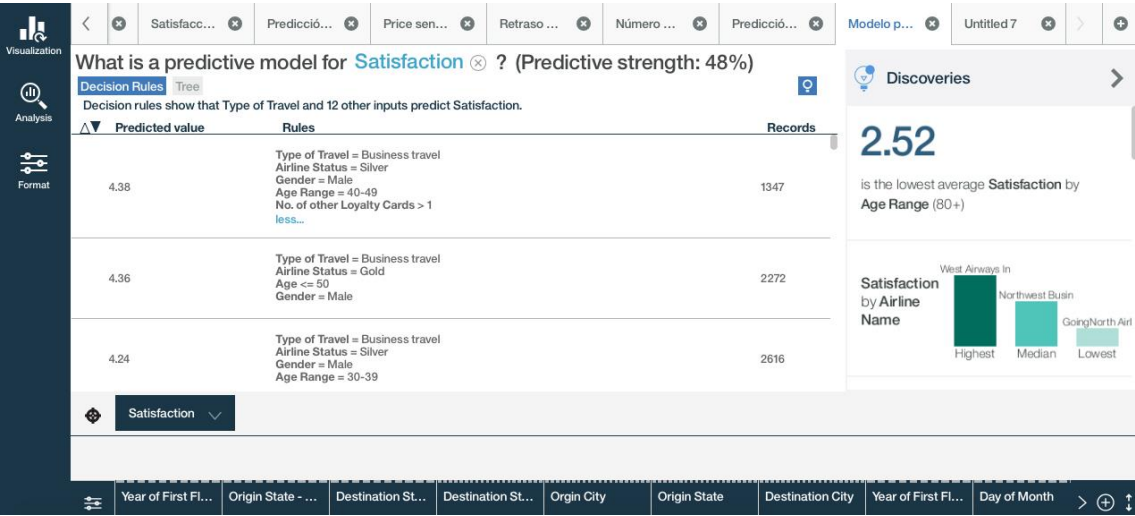 Satisfacc...
Predicció...
Price sen...
Retraso ...
Número ...
Predicció...
Modelo p...
Untitled 7
Visualization
Analysis
Format
What is a predictive model for Satisfaction ? (Predictive strength: 48%)
Decision Rules Tree
Decision rules show that Type of Travel and 12 other inputs predict Satisfaction.
Predicted value Rules Records
4.38
Type of Travel = Business travel
Airline Status = Silver
Gender = Male
Age Range = 40-49
No. of other Loyalty Cards > 1
less...
1347
4.36
Type of Travel = Business travel
Airline Status = Gold
Age <= 50
Gender = Male
2272
4.24
Type of Travel = Business travel
Airline Status = Silver
Gender = Male
Age Range = 30-39
2616
Discoveries
2.52
is the lowest average Satisfaction by
Age Range (80+)
Satisfaction
by Airline
Name
West Airways In
Northwest Busin
GoingNorth Airl
Highest Median Lowest
Satisfaction
Year of First Fl...
Origin State - ...
Destination St...
Destination St...
Orgin City
Origin State
Destination City
Year of First Fl...
Day of Month